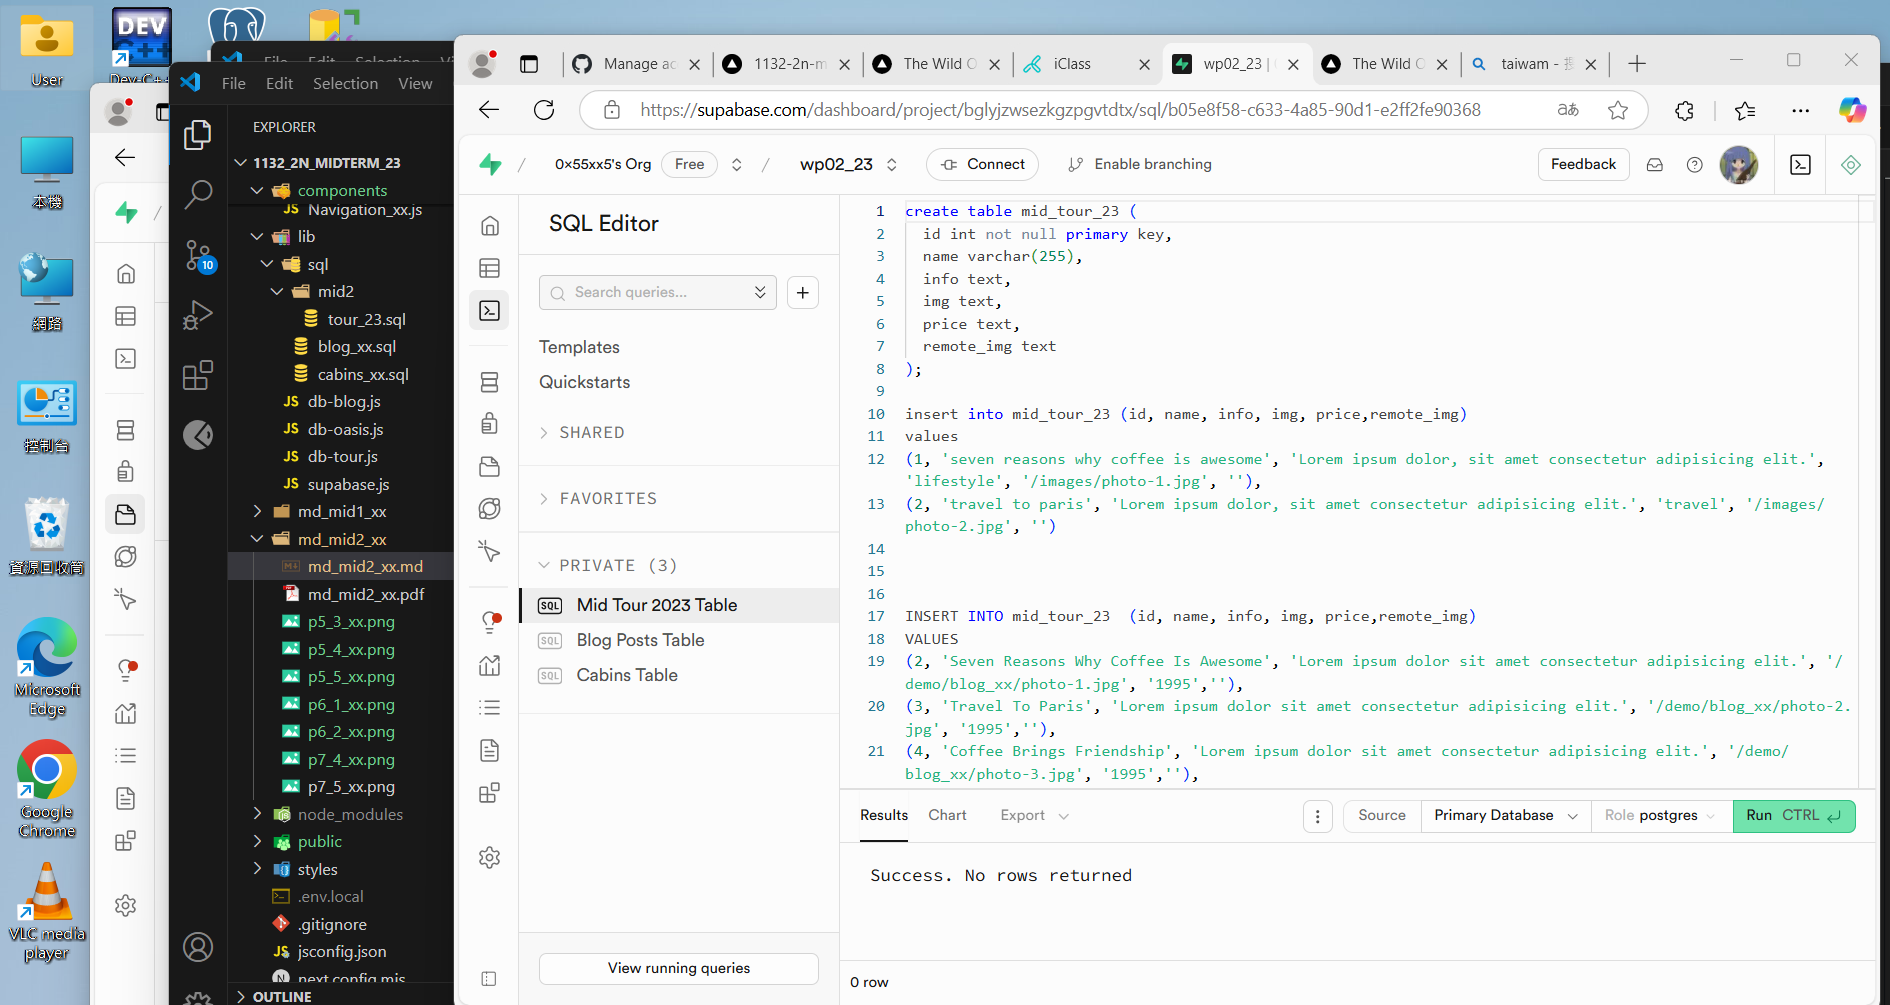 User
DEV
Dev-C++
本機
網路
控制台
資源回收筒
Microsoft
Edge
Google
Chrome
VLC media
player
File Edit Selection
File Edit Selection View
EXPLORER
1132_2N_MIDTERM_23
components
Navigation_xx.js
lib
sql
mid2
tour_23.sql
blog_xx.sql
cabins_xx.sql
db-blog.js
db-oasis.js
db-tour.js
supabase.js
md_mid1_xx
md_mid2_xx
md_mid2_xx.md
md_mid2_xx.pdf
p5_3_xx.png
p5_4_xx.png
p5_5_xx.png
p6_1_xx.png
p6_2_xx.png
p7_4_xx.png
p7_5_xx.png
node_modules
public
styles
.env.local
.gitignore
jsconfig.json
next.config.mjs
OUTLINE
10
Manage ac
1132-2n-m
The Wild O
iClass
wp02_23 |
The Wild O
taiwam - 搜
https://supabase.com/dashboard/project/bglyjzwsezkgzpgvtdtx/sql/b05e8f58-c633-4a85-90d1-e2ff2fe90368
/ 0x55xx5's Org Free / wp02_23 Connect Enable branching Feedback
SQL Editor
Search queries...
Templates
Quickstarts
SHARED
FAVORITES
PRIVATE (3)
SQL Mid Tour 2023 Table
SQL Blog Posts Table
SQL Cabins Table
View running queries
1 create table mid_tour_23 (
2 id int not null primary key,
3 name varchar(255),
4 info text,
5 img text,
6 price text,
7 remote_img text
8 );
9
10 insert into mid_tour_23 (id, name, info, img, price,remote_img)
11 values
12 (1, 'seven reasons why coffee is awesome', 'Lorem ipsum dolor, sit amet consectetur adipisicing elit.',
'lifestyle', '/images/photo-1.jpg', ''),
13 (2, 'travel to paris', 'Lorem ipsum dolor, sit amet consectetur adipisicing elit.', 'travel', '/images/
photo-2.jpg', '')
14
15
16
17 INSERT INTO mid_tour_23  (id, name, info, img, price,remote_img)
18 VALUES
19 (2, 'Seven Reasons Why Coffee Is Awesome', 'Lorem ipsum dolor sit amet consectetur adipisicing elit.', '/
demo/blog_xx/photo-1.jpg', '1995',''),
20 (3, 'Travel To Paris', 'Lorem ipsum dolor sit amet consectetur adipisicing elit.', '/demo/blog_xx/photo-2.
jpg', '1995',''),
21 (4, 'Coffee Brings Friendship', 'Lorem ipsum dolor sit amet consectetur adipisicing elit.', '/demo/
blog_xx/photo-3.jpg', '1995',''),
Results Chart Export Source Primary Database Role postgres Run CTRL
Success. No rows returned
0 row